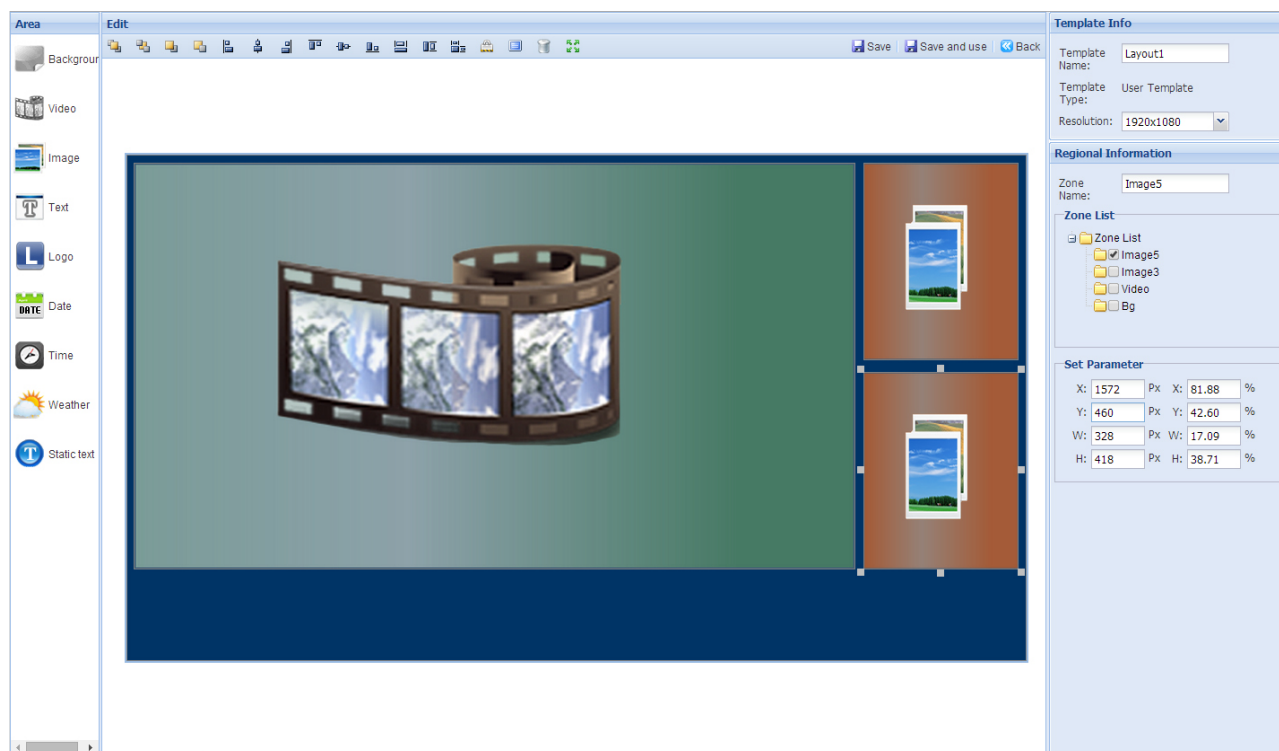 Area
Edit
Template Info
Save
Save and use
Back
Backgrour
Video
Image
Text
L
Logo
DATE
Date
Time
Weather
T
Static text
Template Name:
Layout1
Template Type:
User Template
Resolution:
1920x1080
Regional Information
Zone Name:
Image5
Zone List
Zone List
Image5
Image3
Video
Bg
Set Parameter
X: 1572 Px X: 81.88 %
Y: 460 Px Y: 42.60 %
W: 328 Px W: 17.09 %
H: 418 Px H: 38.71 %